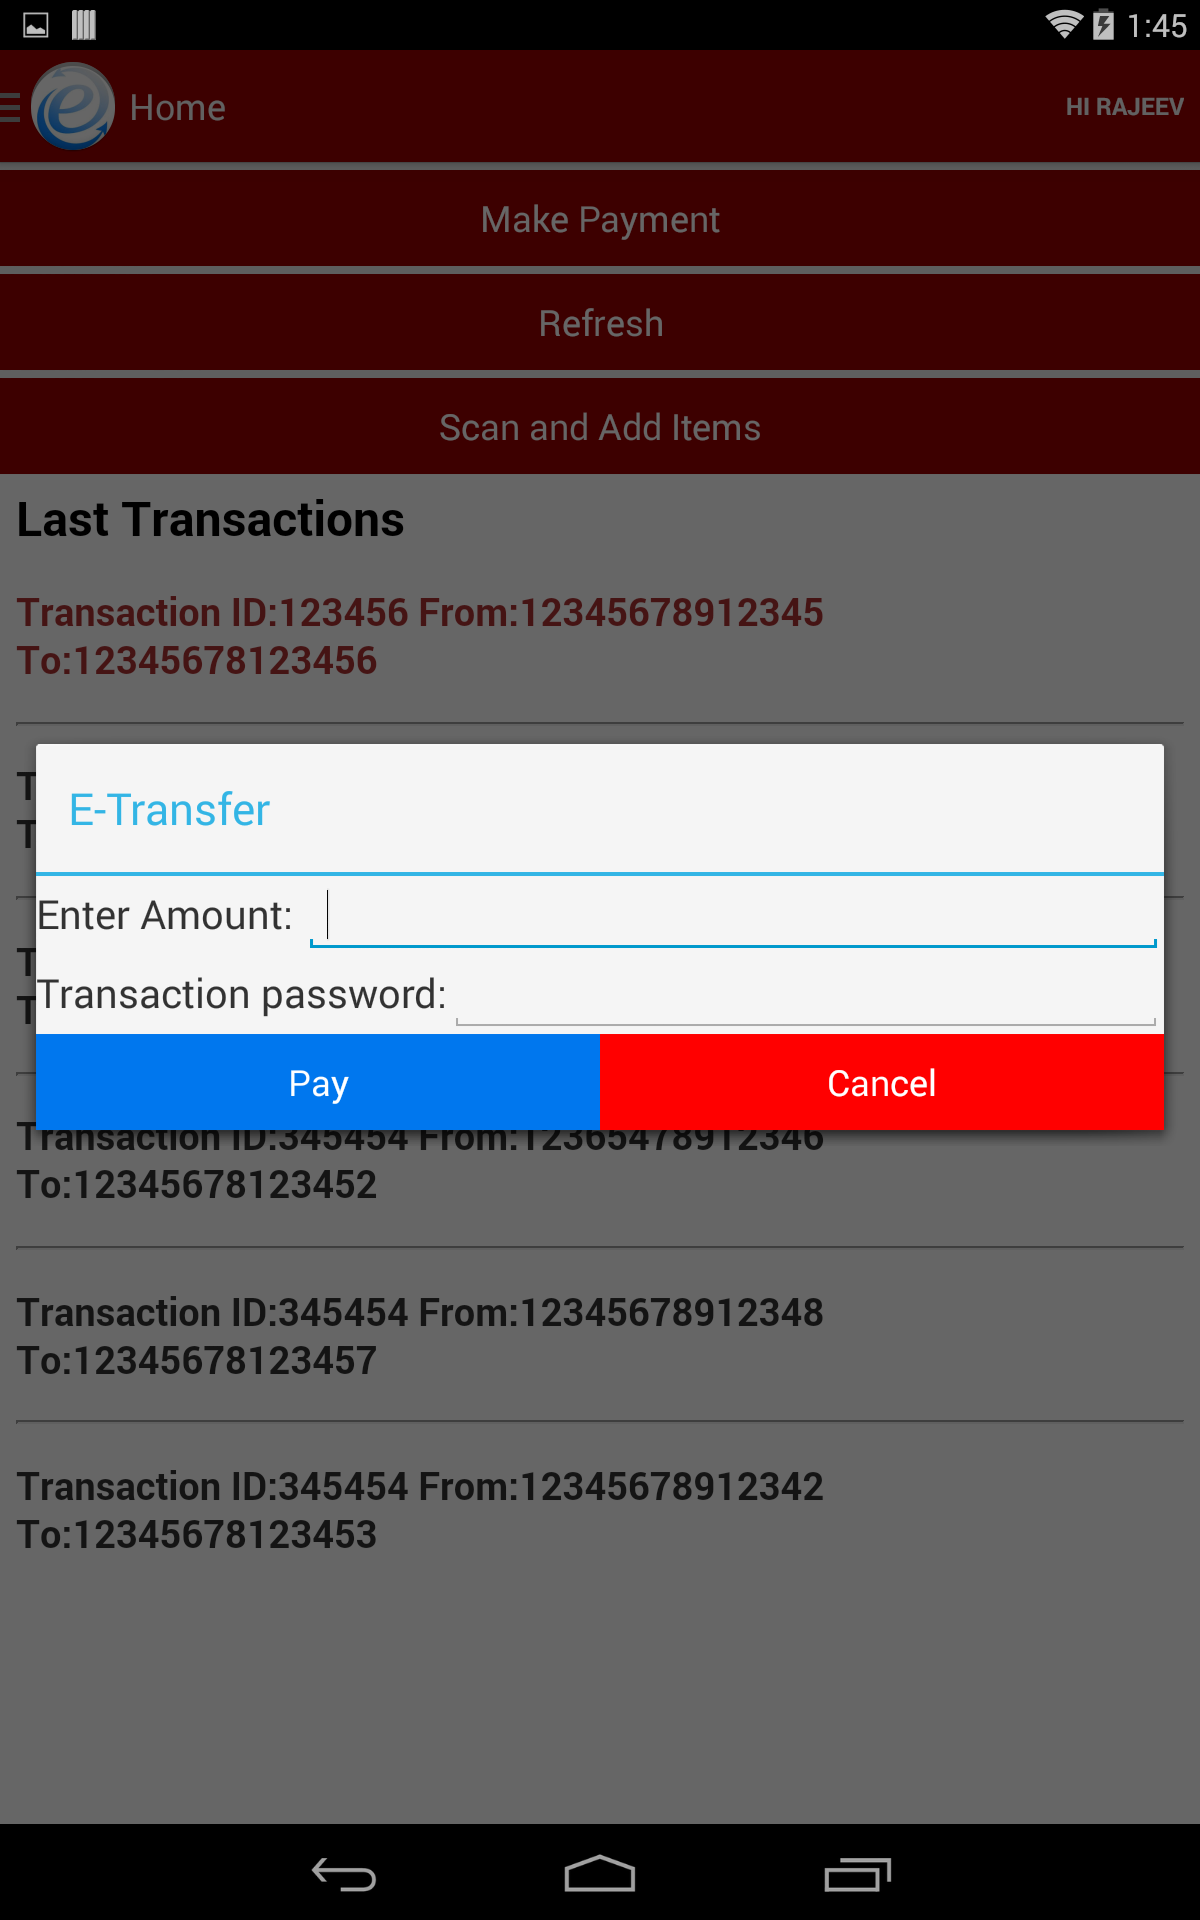 1:45
Home
HI RAJEEV
Make Payment
Refresh
Scan and Add Items
Last Transactions
Transaction ID:123456 From:12345678912345
To:12345678123456
E-Transfer
Enter Amount:
Transaction password:
Pay
Cancel
Transaction ID:345454 From:12365478912346
To:12345678123452
Transaction ID:345454 From:12345678912348
To:12345678123457
Transaction ID:345454 From:12345678912342
To:12345678123453